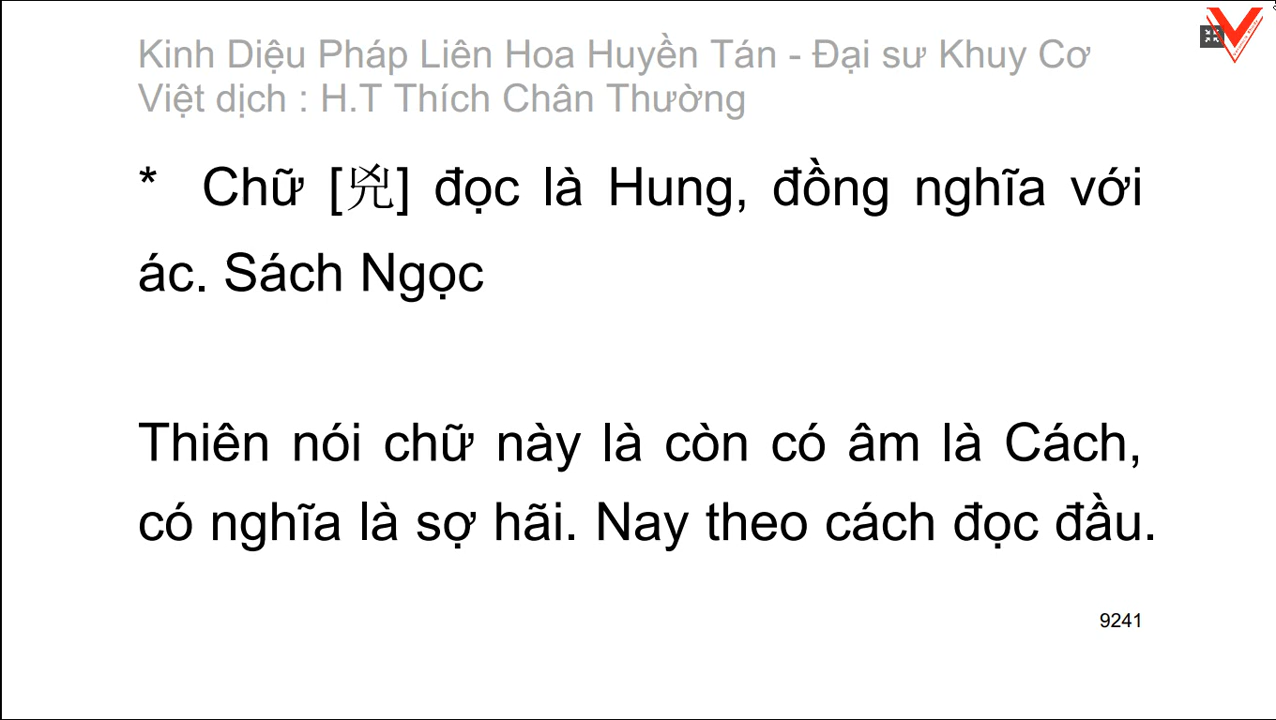 Kinh Diệu Pháp Liên Hoa Huyền Tán - Đại sư Khuy Cơ
Việt dịch : H.T Thích Chân Thường
* Chữ [兇] đọc là Hung, đồng nghĩa với
ác. Sách Ngọc
Thiên nói chữ này là còn có âm là Cách,
có nghĩa là sợ hãi. Nay theo cách đọc đầu.
9241